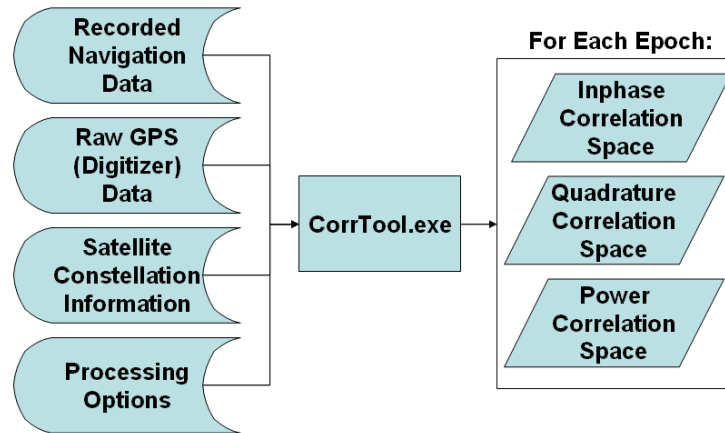 Recorded
Navigation
Data
Raw GPS
(Digitizer)
Data
Satellite
Constellation
Information
Processing
Options
CorrTool.exe
For Each Epoch:
Inphase
Correlation
Space
Quadrature
Correlation
Space
Power
Correlation
Space